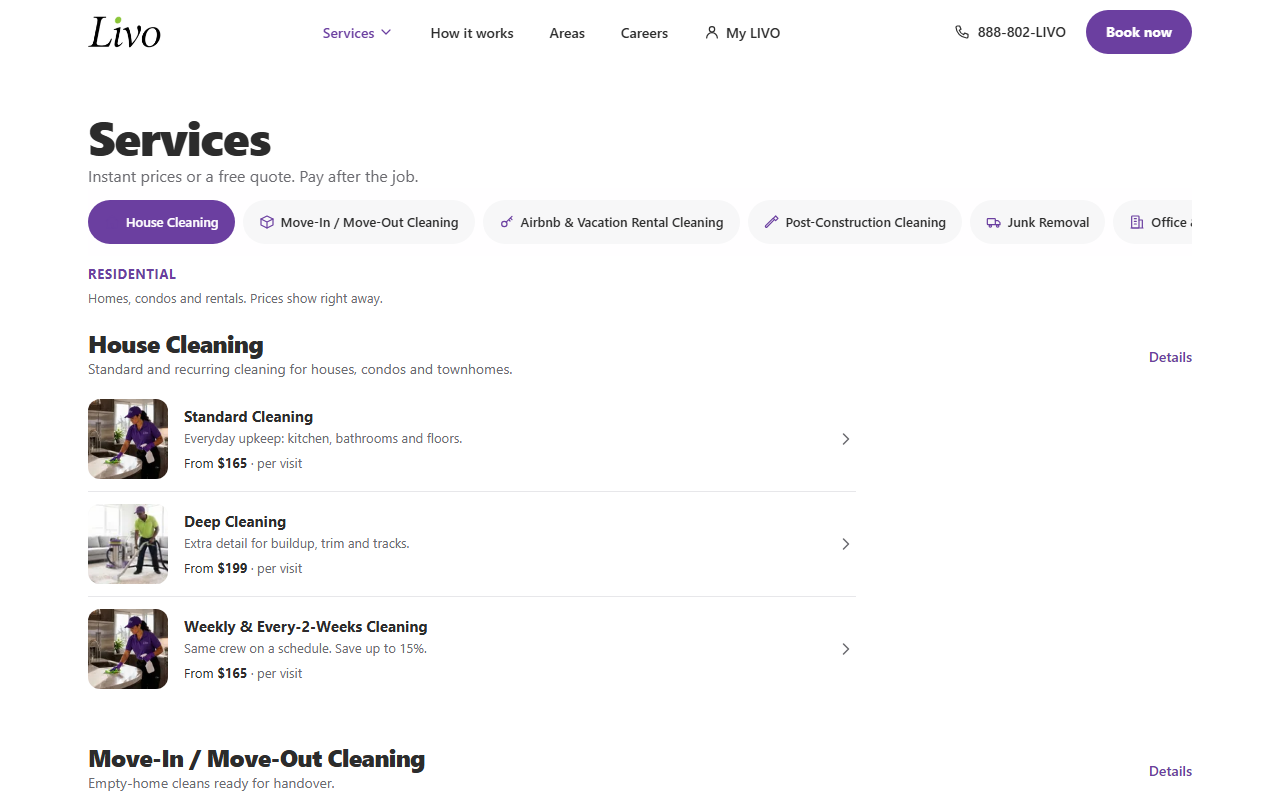 Livo
Services
How it works
Areas
Careers
My LIVO
888-802-LIVO
Book now
Services
Instant prices or a free quote. Pay after the job.
House Cleaning
Move-In / Move-Out Cleaning
Airbnb & Vacation Rental Cleaning
Post-Construction Cleaning
Junk Removal
Office
RESIDENTIAL
Homes, condos and rentals. Prices show right away.
House Cleaning
Details
Standard and recurring cleaning for houses, condos and townhomes.
Standard Cleaning
Everyday upkeep: kitchen, bathrooms and floors.
From $165 · per visit
Deep Cleaning
Extra detail for buildup, trim and tracks.
From $199 · per visit
Weekly & Every-2-Weeks Cleaning
Same crew on a schedule. Save up to 15%.
From $165 · per visit
Move-In / Move-Out Cleaning
Details
Empty-home cleans ready for handover.